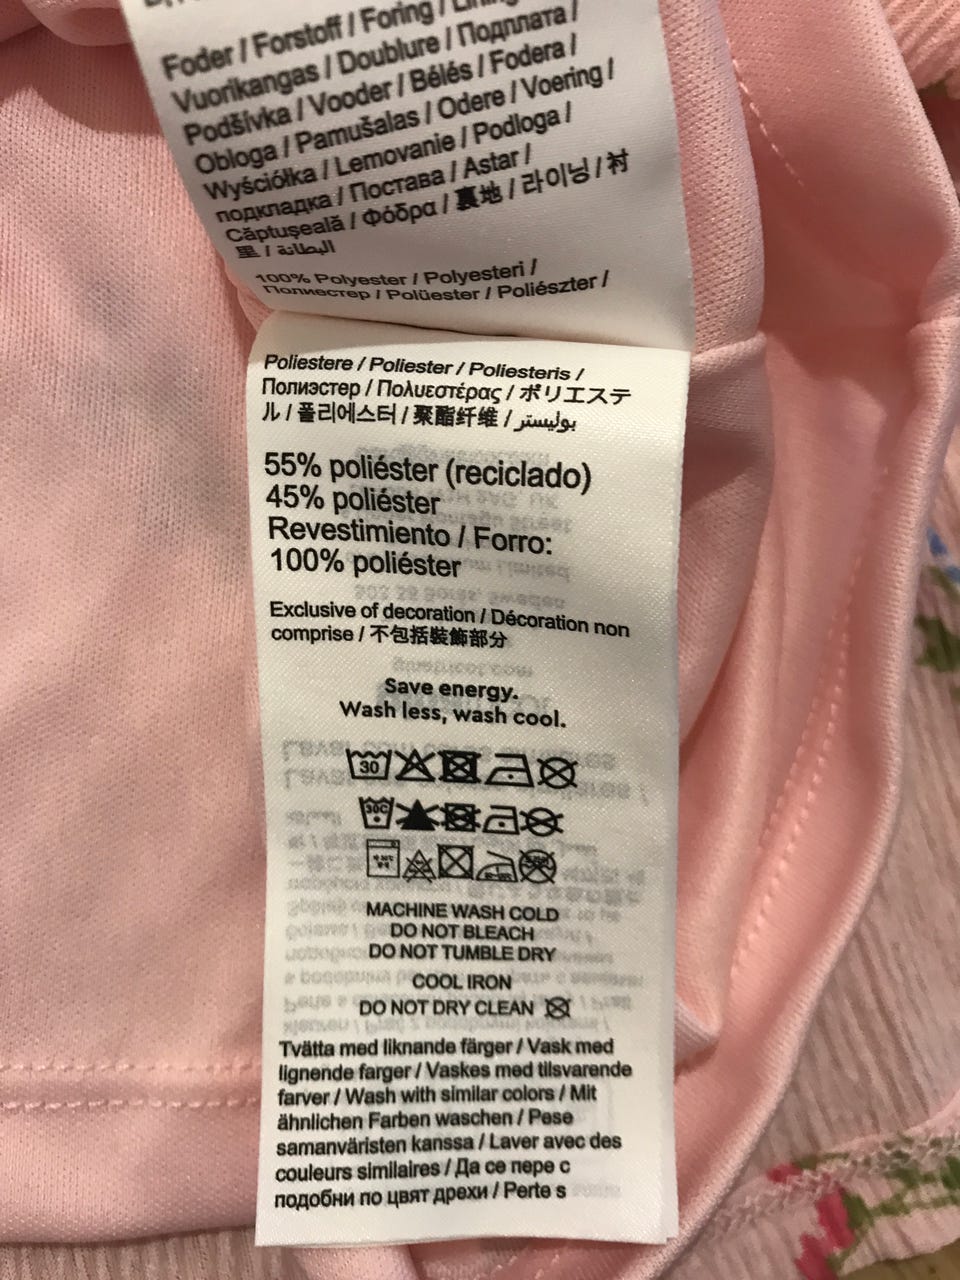 Foder / Forstoff / Foring / Lining
Vuorikangas / Doublure / Подплата /
Podšívka / Vooder / Bélés / Fodera /
Obloga / Pamušalas / Odere / Voering /
Wyściółka / Lemovanie / Podloga /
подкладка / Постава / Astar /
Căptuşeală / Φόδρα / 裏地 / 라이닝 / 衬
里 / البطانة
100% Polyester / Polyesteri /
Полиестер / Polüester / Poliészter /
Poliestere / Poliester / Poliesteris /
Полиэстер / Πολυεστέρας / ポリエステ
ル / 폴리에스터 / 聚酯纤维 / بوليستر
55% poliéster (reciclado)
45% poliéster
Revestimiento / Forro:
100% poliéster
Exclusive of decoration / Décoration non
comprise / 不包括裝飾部分
Save energy.
Wash less, wash cool.
30
30C
MACHINE WASH COLD
DO NOT BLEACH
DO NOT TUMBLE DRY
COOL IRON
DO NOT DRY CLEAN
Tvätta med liknande färger / Vask med
lignende farger / Vaskes med tilsvarende
farver / Wash with similar colors / Mit
ähnlichen Farben waschen / Pese
samanväristen kanssa / Laver avec des
couleurs similaires / Да се пере с
подобни по цвят дрехи / Perte s